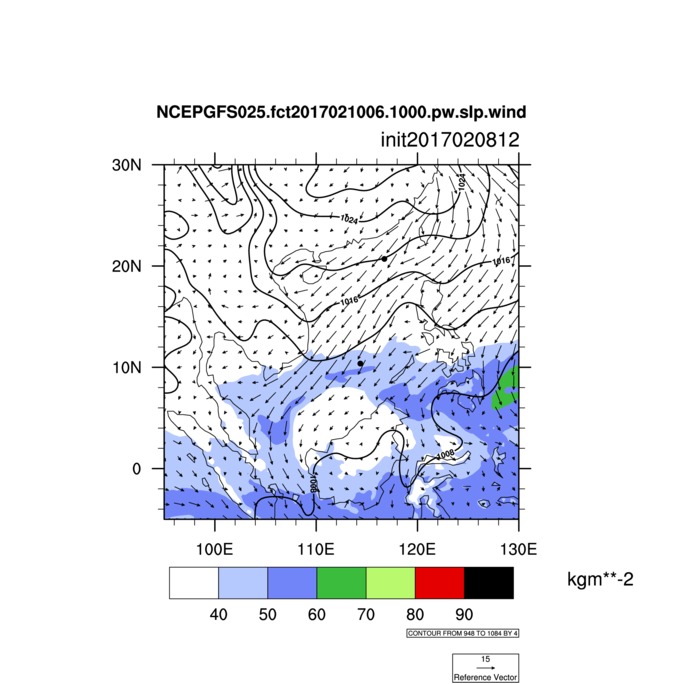 NCEPGFS025.fct2017021006.1000.pw.slp.wind
init2017020812
30N
1024
1024
20N
1016
1016
10N
1008
0
1008
100E 110E 120E 130E
kgm**-2
40 50 60 70 80 90
CONTOUR FROM 948 TO 1084 BY 4
15
Reference Vector